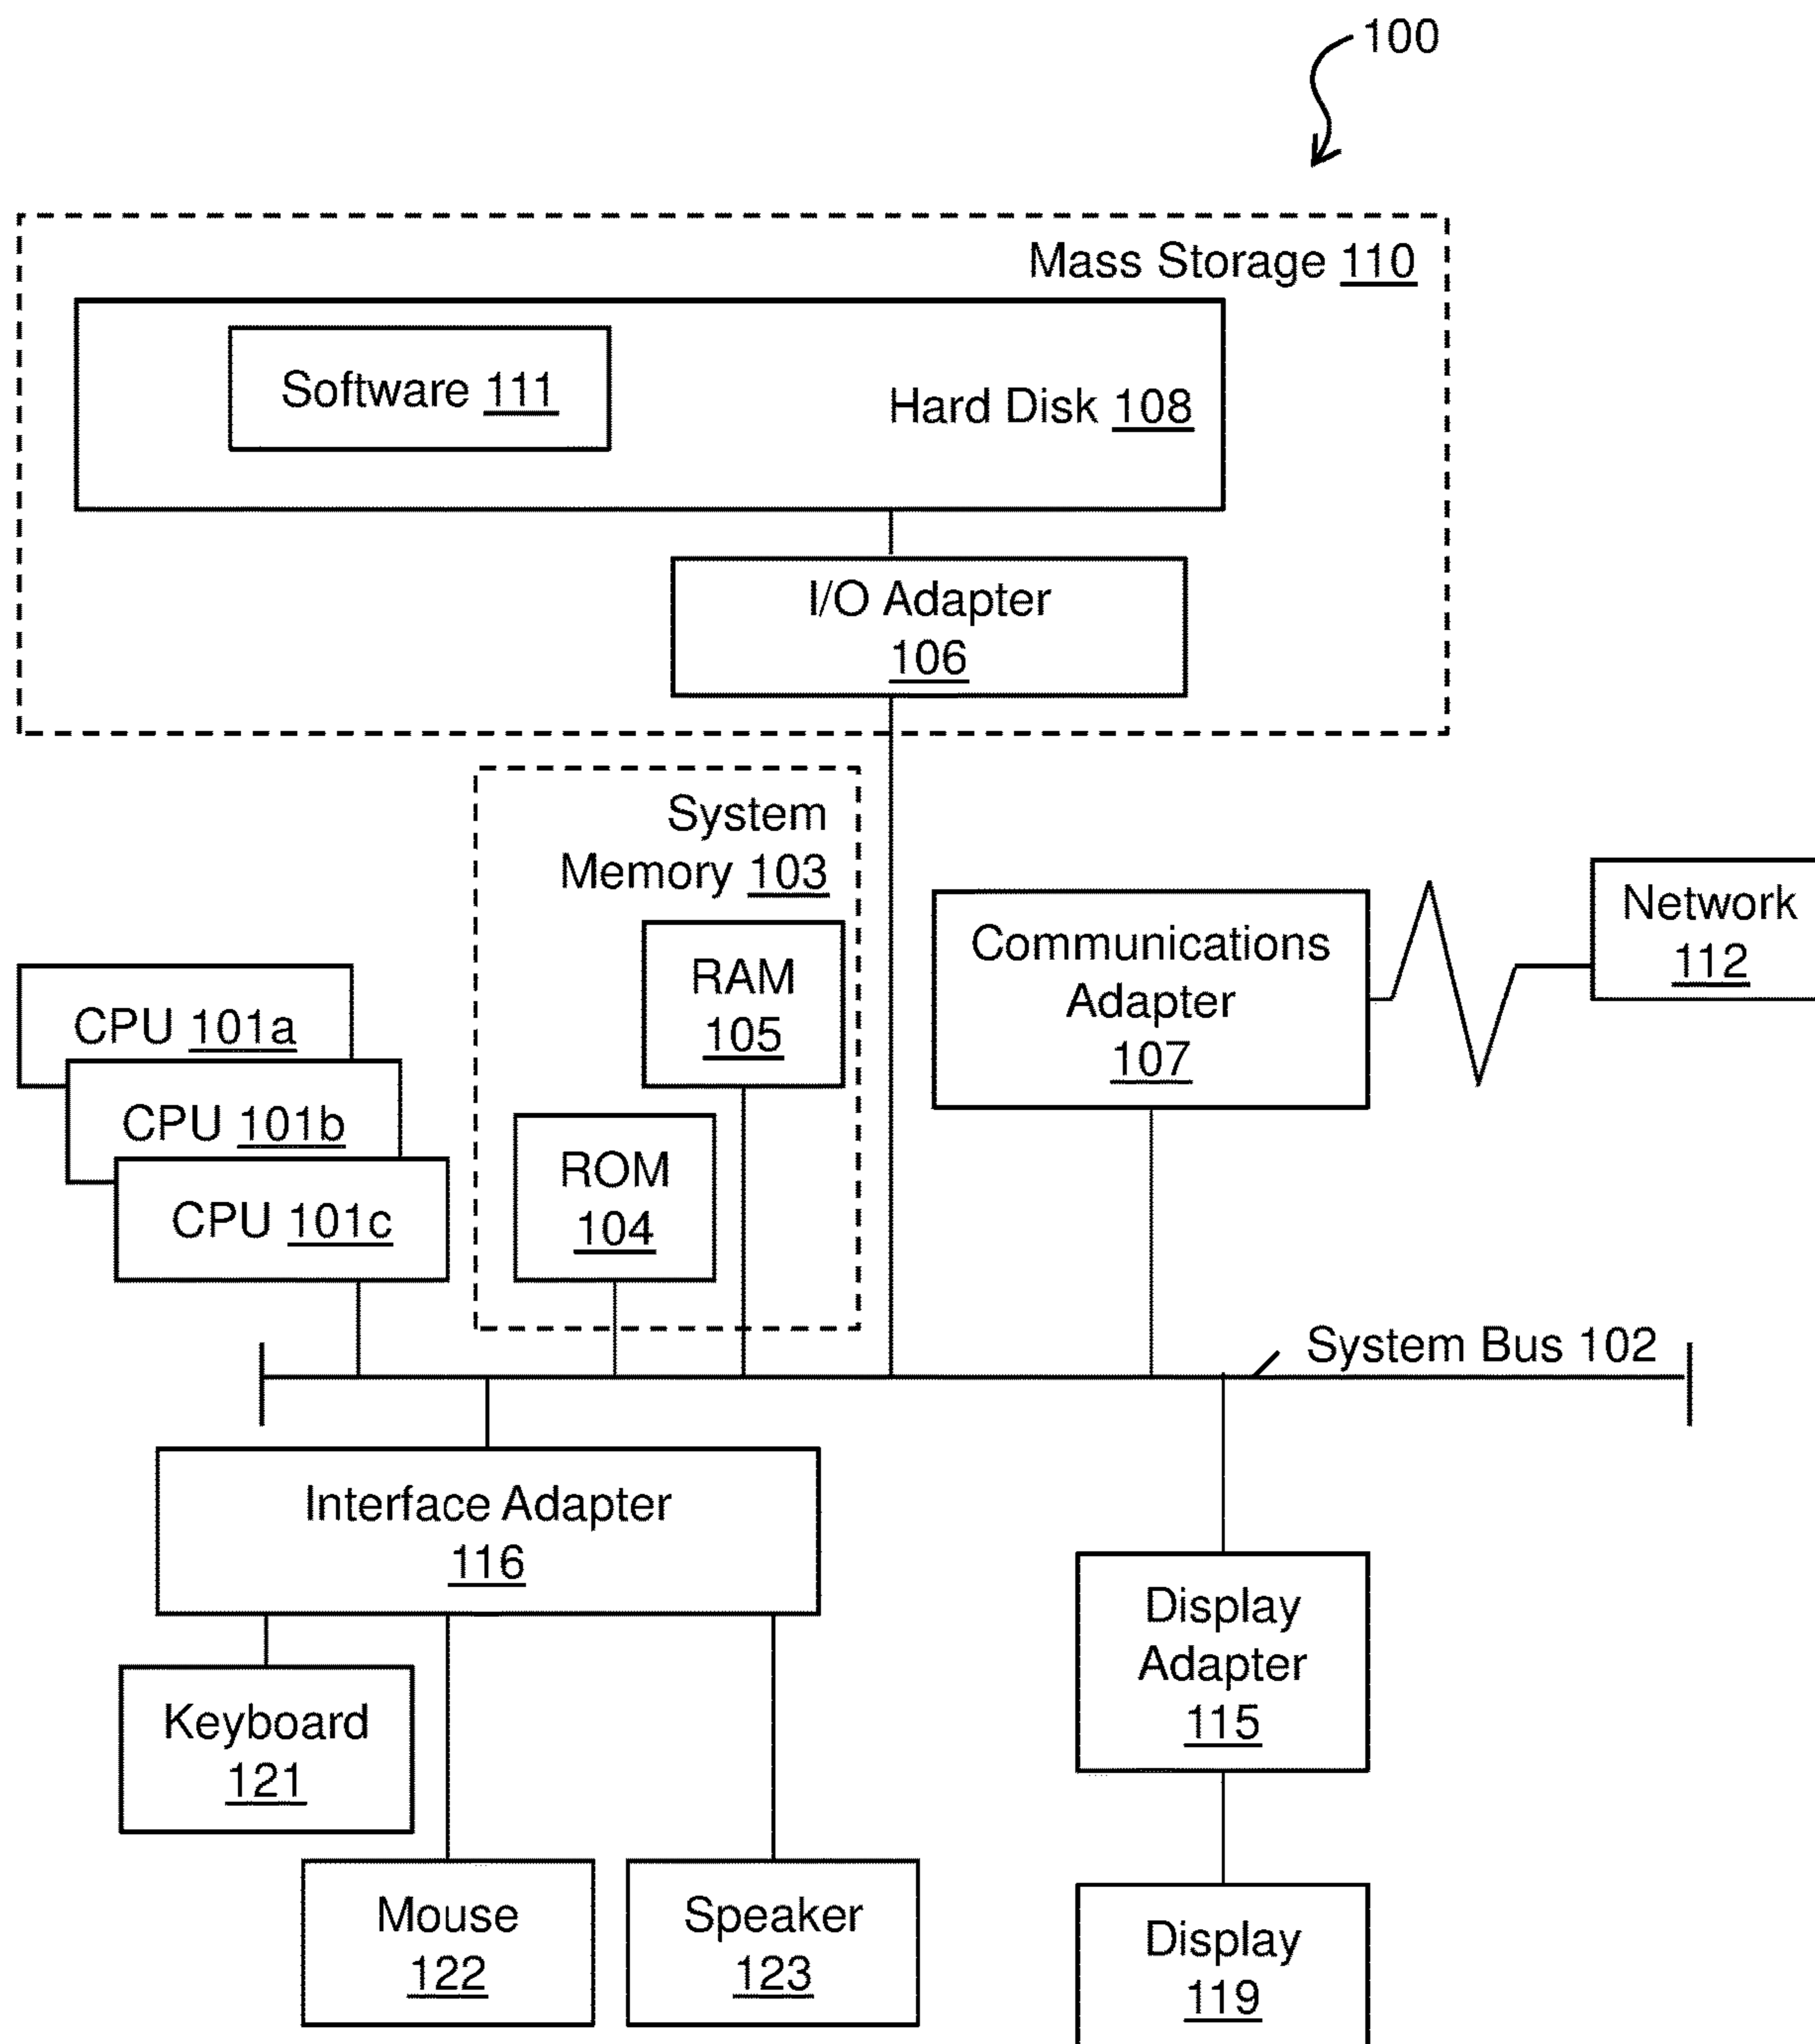 100
Mass Storage 110
Software 111
Hard Disk 108
I/O Adapter
106
System
Memory 103
RAM
105
ROM
104
Communications
Adapter
107
Network
112
CPU 101a
CPU 101b
CPU 101c
System Bus 102
Interface Adapter
116
Keyboard
121
Mouse
122
Speaker
123
Display
Adapter
115
Display
119